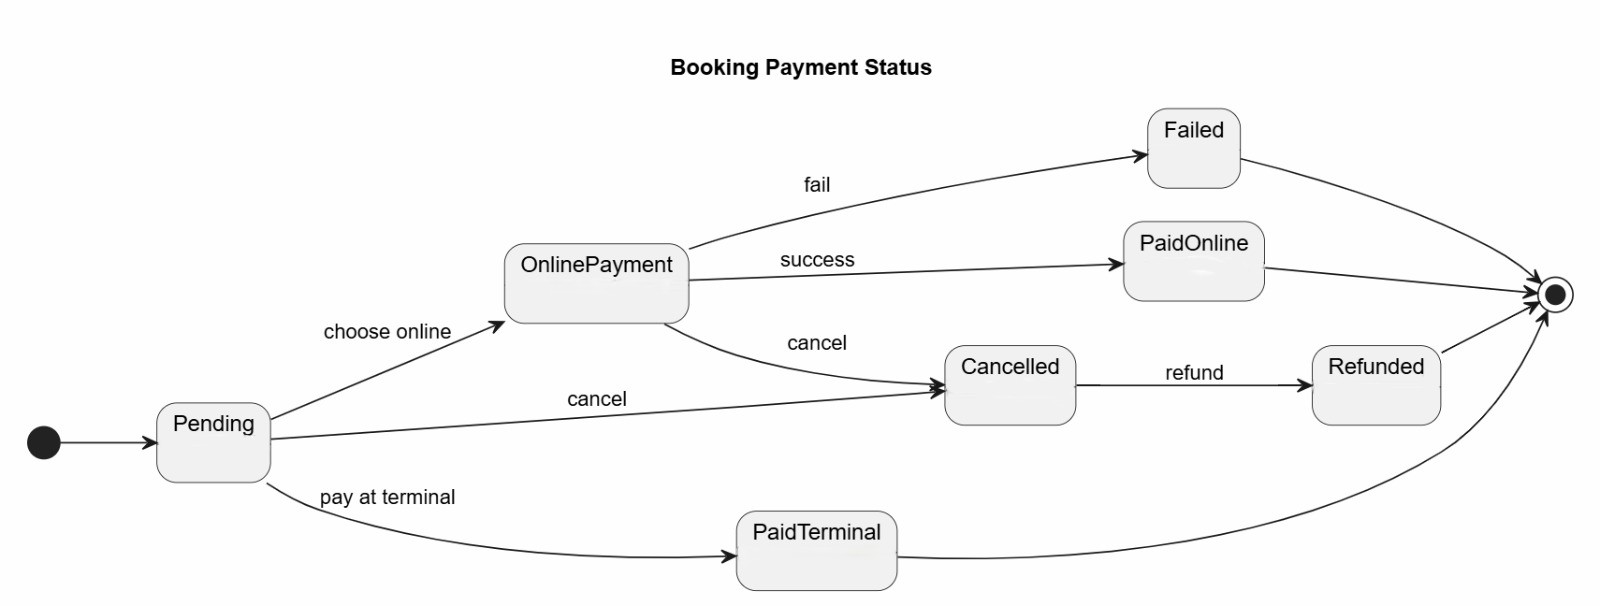 Booking Payment Status
Failed
fail
PaidOnline
success
OnlinePayment
choose online
cancel
Cancelled
refund
Refunded
cancel
Pending
pay at terminal
PaidTerminal